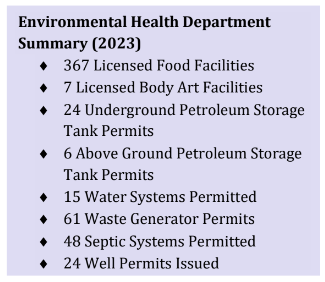 Environmental Health Department
Summary (2023)
♦ 367 Licensed Food Facilities
♦ 7 Licensed Body Art Facilities
♦ 24 Underground Petroleum Storage
Tank Permits
♦ 6 Above Ground Petroleum Storage
Tank Permits
♦ 15 Water Systems Permitted
♦ 61 Waste Generator Permits
♦ 48 Septic Systems Permitted
♦ 24 Well Permits Issued